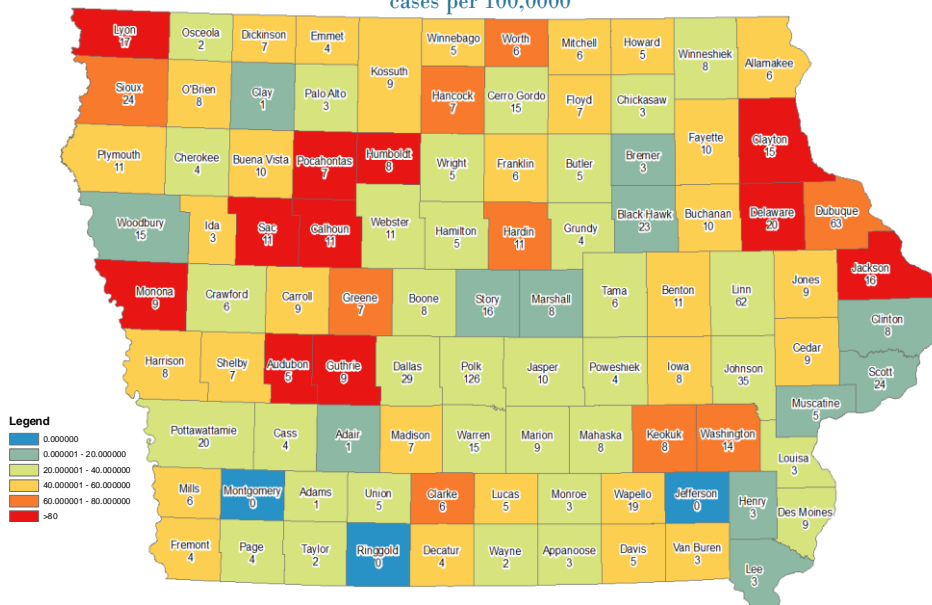 cases per 100,0000
Lyon
17
Osceola
2
Dickinson
7
Emmet
4
Kossuth
9
Winnebago
5
Worth
6
Mitchell
6
Howard
5
Winneshiek
8
Allamakee
6
Sioux
24
O'Brien
8
Clay
1
Palo Alto
3
Hancock
7
Cerro Gordo
15
Floyd
7
Chickasaw
3
Fayette
10
Clayton
15
Plymouth
11
Cherokee
4
Buena Vista
10
Pocahontas
7
Humboldt
8
Wright
5
Franklin
6
Butler
5
Bremer
3
Woodbury
15
Ida
3
Sac
11
Calhoun
11
Webster
11
Hamilton
5
Hardin
11
Grundy
4
Black Hawk
23
Buchanan
10
Delaware
20
Dubuque
63
Monona
9
Crawford
6
Carroll
9
Greene
7
Boone
8
Story
16
Marshall
8
Tama
6
Benton
11
Linn
62
Jones
9
Jackson
16
Clinton
8
Harrison
8
Shelby
7
Audubon
5
Guthrie
9
Dallas
29
Polk
126
Jasper
10
Poweshiek
4
Iowa
8
Johnson
35
Cedar
9
Scott
24
Muscatine
5
Pottawattamie
20
Cass
4
Adair
1
Madison
7
Warren
15
Marion
9
Mahaska
8
Keokuk
8
Washington
14
Louisa
3
Mills
6
Montgomery
0
Adams
1
Union
5
Clarke
6
Lucas
5
Monroe
3
Wapello
19
Jefferson
0
Henry
3
Des Moines
9
Fremont
4
Page
4
Taylor
2
Ringgold
0
Decatur
4
Wayne
2
Appanoose
3
Davis
5
Van Buren
3
Lee
3
Legend
0.000000
0.000001 - 20.000000
20.000001 - 40.000000
40.000001 - 60.000000
60.000001 - 80.000000
>80